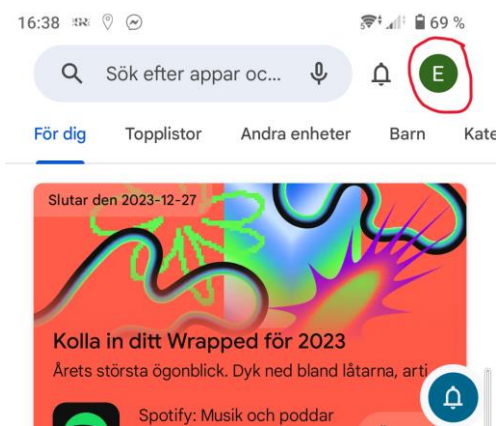 16:38 69 %
Sök efter appar oc... E
För dig Topplistor Andra enheter Barn Kate
Slutar den 2023-12-27
Kolla in ditt Wrapped för 2023
Årets största ögonblick. Dyk ned bland låtarna, arti
Spotify: Musik och poddar